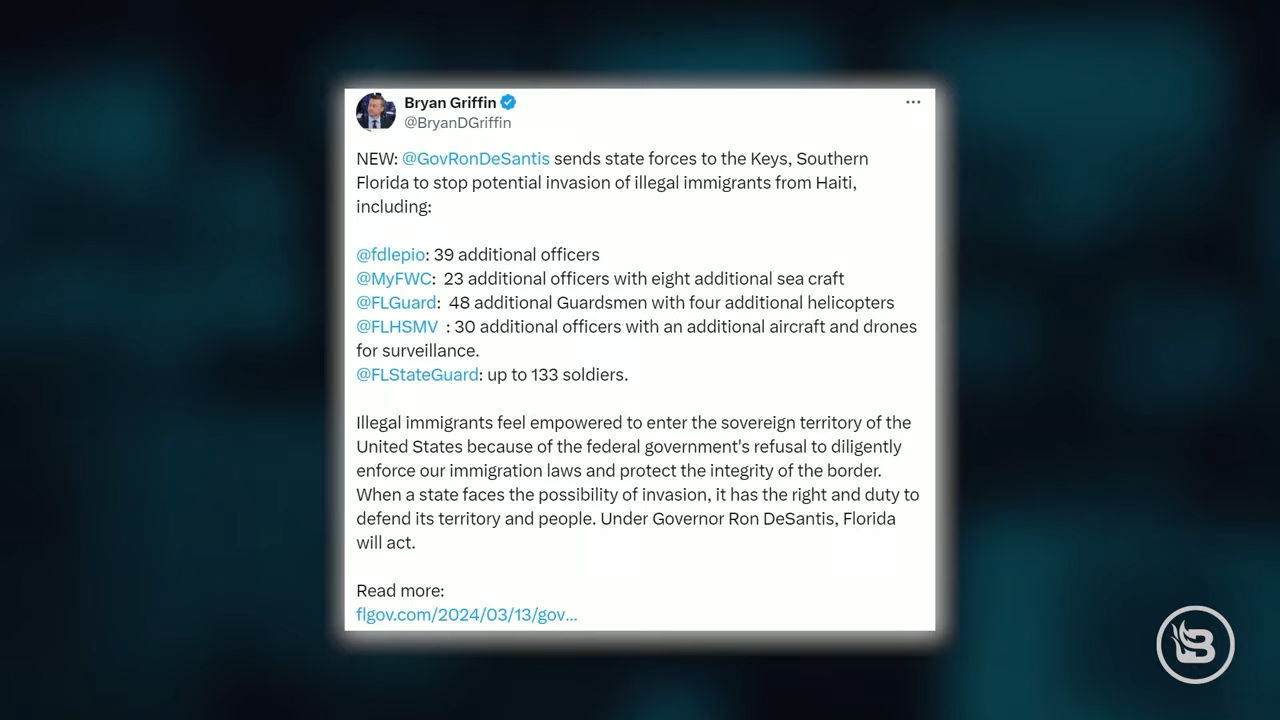 Bryan Griffin
@BryanDGriffin
NEW: @GovRonDeSantis sends state forces to the Keys, Southern
Florida to stop potential invasion of illegal immigrants from Haiti,
including:
@fdlepio: 39 additional officers
@MyFWC:  23 additional officers with eight additional sea craft
@FLGuard:  48 additional Guardsmen with four additional helicopters
@FLHSMV  : 30 additional officers with an additional aircraft and drones
for surveillance.
@FLStateGuard: up to 133 soldiers.
Illegal immigrants feel empowered to enter the sovereign territory of the
United States because of the federal government's refusal to diligently
enforce our immigration laws and protect the integrity of the border.
When a state faces the possibility of invasion, it has the right and duty to
defend its territory and people. Under Governor Ron DeSantis, Florida
will act.
Read more:
flgov.com/2024/03/13/gov...
B